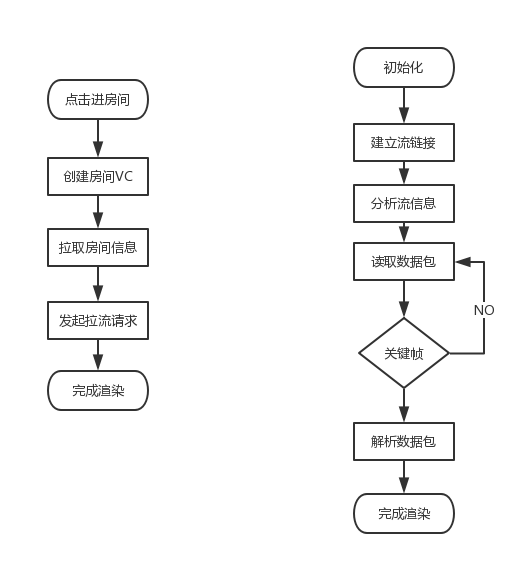 点击进房间
创建房间VC
拉取房间信息
发起拉流请求
完成渲染
初始化
建立流链接
分析流信息
读取数据包
NO
关键帧
解析数据包
完成渲染